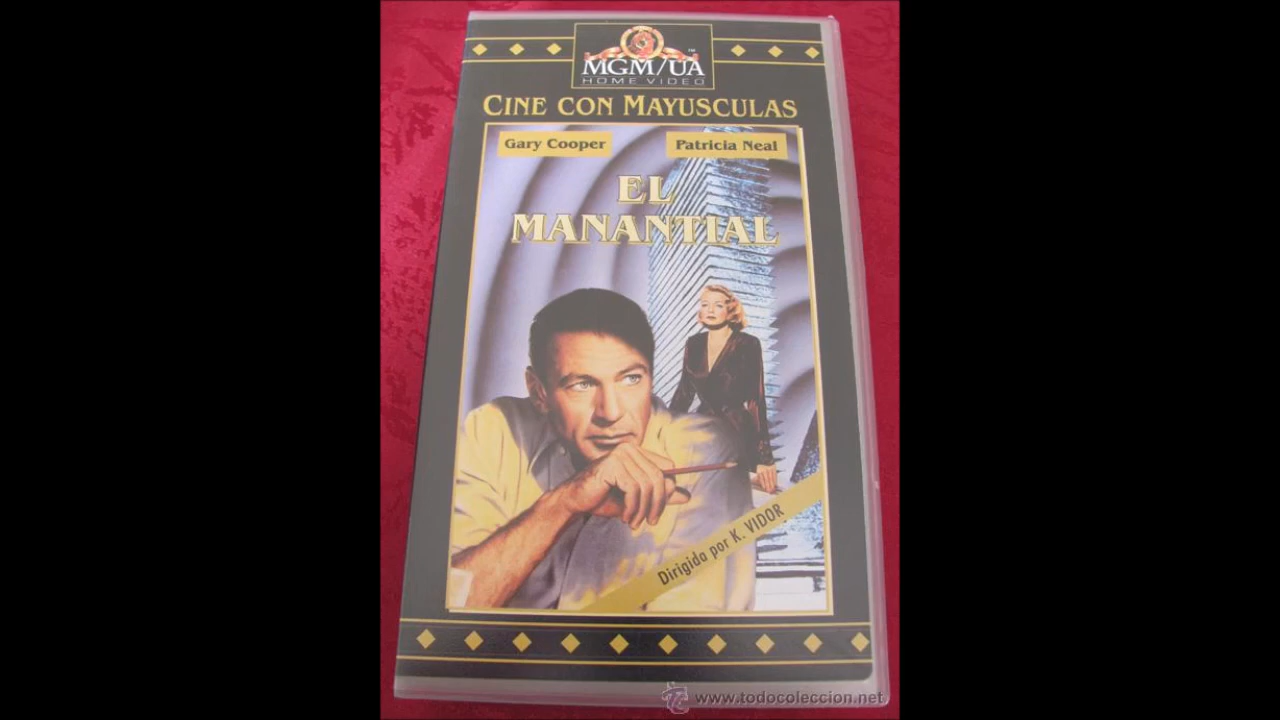 MGM/UA
TM
HOME VIDEO
CINE CON MAYUSCULAS
Gary Cooper
Patricia Neal
EL
MANANTIAL
Dirigido por K. VIDOR
www.todocoleccion.net